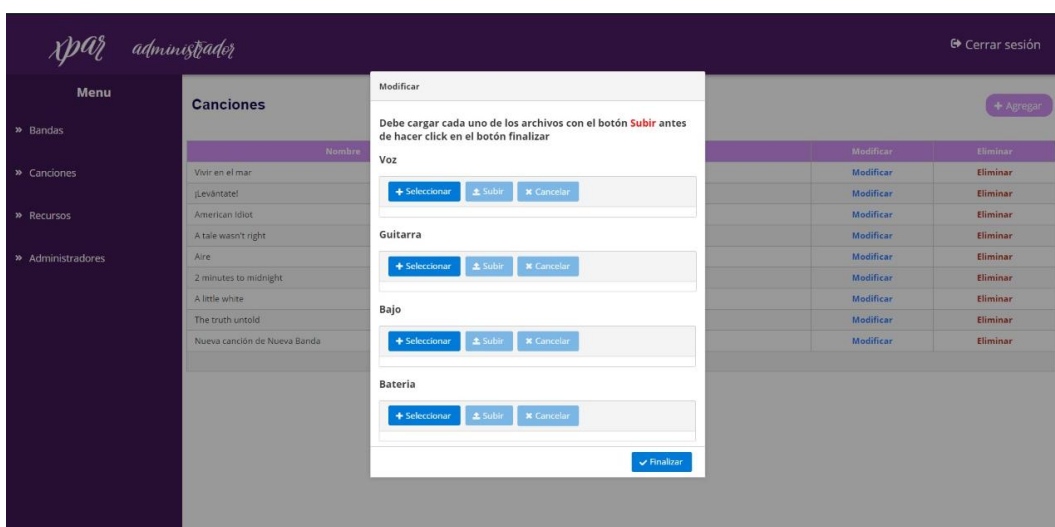 xpar administrador
Cerrar sesión
Menu
Bandas
Canciones
Recursos
Administradores
Canciones
+ Agregar
Nombre Modificar Eliminar
Vivir en el mar Modificar Eliminar
¡Levántate! Modificar Eliminar
American Idiot Modificar Eliminar
A tale wasn't right Modificar Eliminar
Aire Modificar Eliminar
2 minutes to midnight Modificar Eliminar
A little white Modificar Eliminar
The truth untold Modificar Eliminar
Nueva canción de Nueva Banda Modificar Eliminar
Modificar
Debe cargar cada uno de los archivos con el botón Subir antes
de hacer click en el botón finalizar
Voz
+ Seleccionar Subir Cancelar
Guitarra
+ Seleccionar Subir Cancelar
Bajo
+ Seleccionar Subir Cancelar
Bateria
+ Seleccionar Subir Cancelar
Finalizar